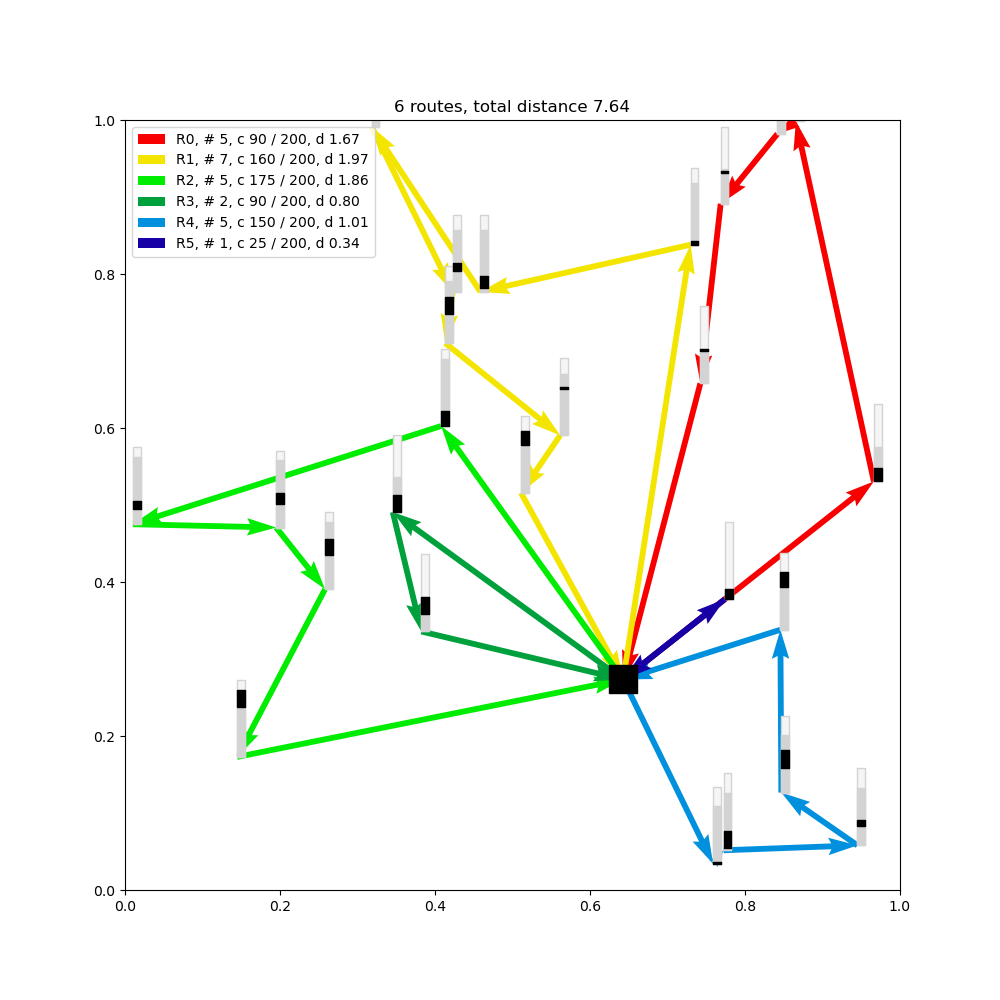 6 routes, total distance 7.64
1.0
R0, # 5, c 90 / 200, d 1.67
R1, # 7, c 160 / 200, d 1.97
R2, # 5, c 175 / 200, d 1.86
R3, # 2, c 90 / 200, d 0.80
R4, # 5, c 150 / 200, d 1.01
R5, # 1, c 25 / 200, d 0.34
0.8
0.6
0.4
0.2
0.0
0.0 0.2 0.4 0.6 0.8 1.0